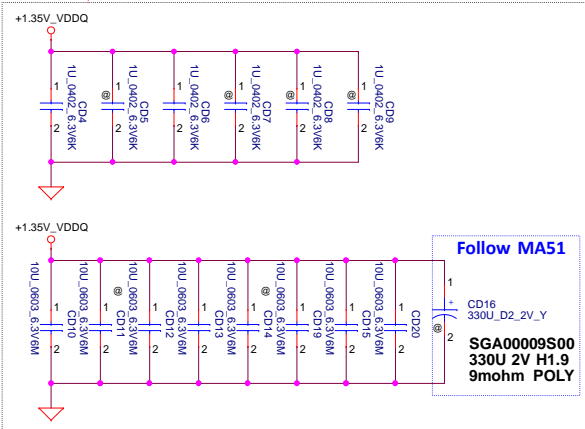 +1.35V_VDDQ
1
2
CD4
1U_0402_6.3V6K
@
1
2
CD5
1U_0402_6.3V6K
1
2
CD6
1U_0402_6.3V6K
@
1
2
CD7
1U_0402_6.3V6K
@
1
2
CD8
1U_0402_6.3V6K
@
1
2
CD9
1U_0402_6.3V6K
+1.35V_VDDQ
1
2
CD10
10U_0603_6.3V6M
1
2
@
CD11
10U_0603_6.3V6M
1
2
CD12
10U_0603_6.3V6M
1
2
CD13
10U_0603_6.3V6M
1
2
@
CD14
10U_0603_6.3V6M
1
2
CD19
10U_0603_6.3V6M
1
2
CD15
10U_0603_6.3V6M
1
2
CD20
10U_0603_6.3V6M
Follow MA51
1
+
@
2
CD16
330U_D2_2V_Y
SGA00009S00
330U 2V H1.9
9mohm POLY